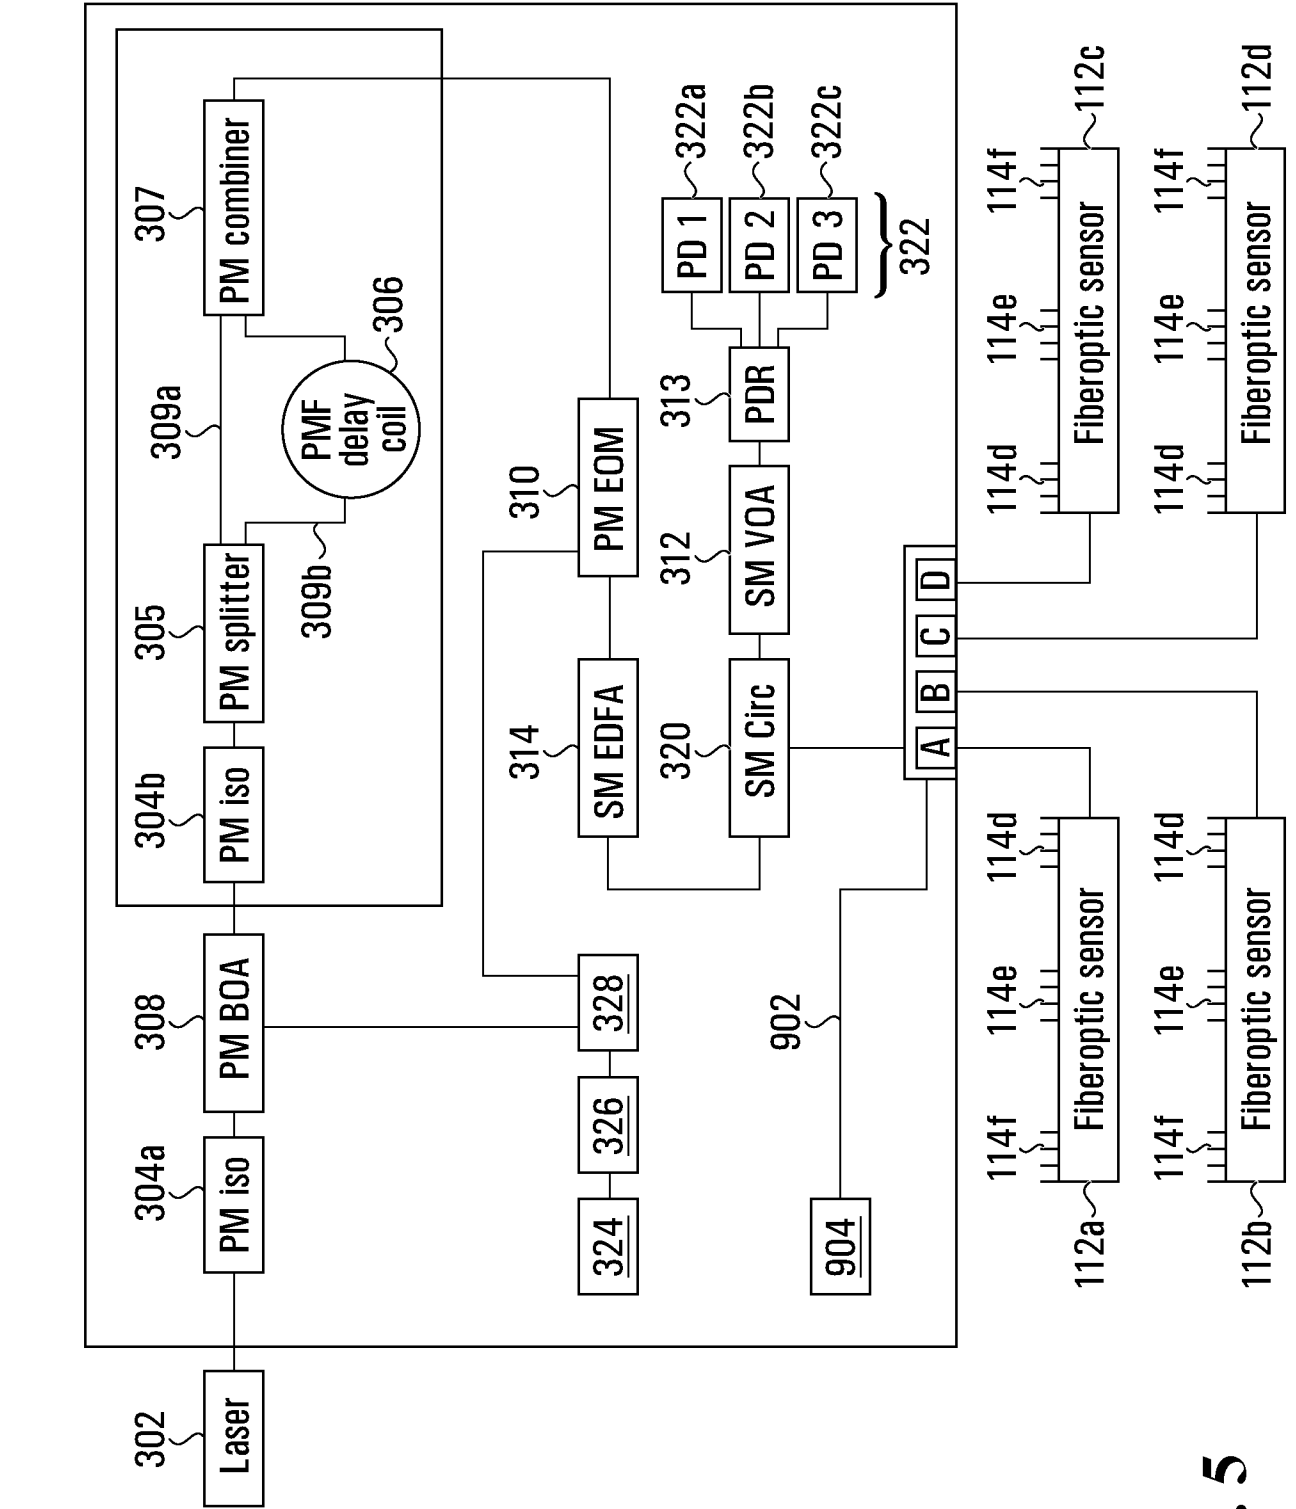 302
Laser
304a
PM iso
308
PM BOA
304b
PM iso
305
PM splitter
309a
309b
PMF
delay
coil
306
307
PM combiner
324
326
328
314
SM EDFA
310
PM EOM
320
SM Circ
312
SM VOA
313
PDR
PD 1
322a
PD 2
322b
PD 3
322c
322
904
902
A
B
C
D
114f
114e
114d
112a
Fiberoptic sensor
114f
114e
114d
112b
Fiberoptic sensor
114d
114e
114f
112c
Fiberoptic sensor
114d
114e
114f
112d
Fiberoptic sensor
. 5